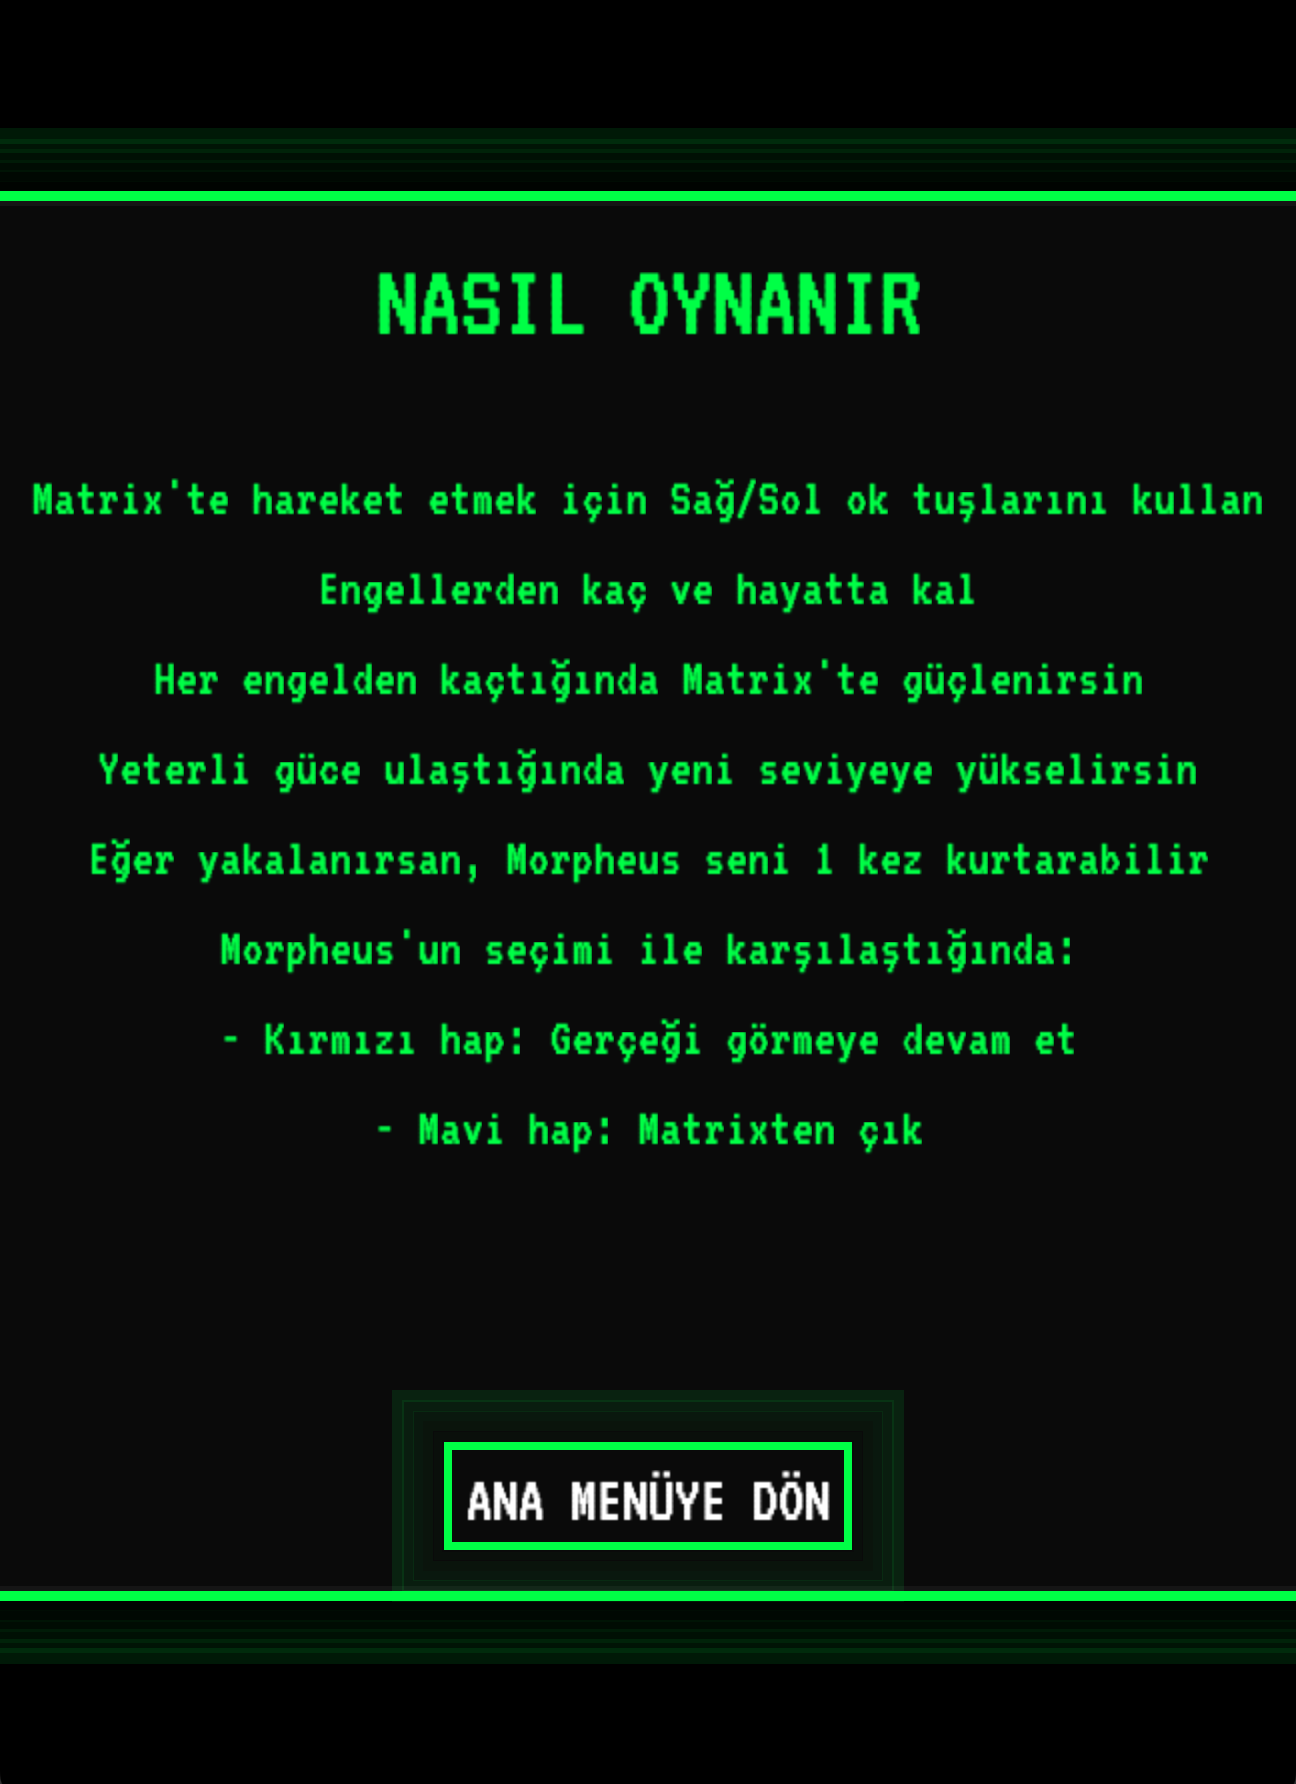 NASIL OYNANIR
Matrix'te hareket etmek için Sağ/Sol ok tuşlarını kullan
Engellerden kaç ve hayatta kal
Her engelden kaçtığında Matrix'te güçlenirsin
Yeterli güce ulaştığında yeni seviyeye yükselirsin
Eğer yakalanırsan, Morpheus seni 1 kez kurtarabilir
Morpheus'un seçimi ile karşılaştığında:
- Kırmızı hap: Gerçeği görmeye devam et
- Mavi hap: Matrixten çık
ANA MENÜYE DÖN